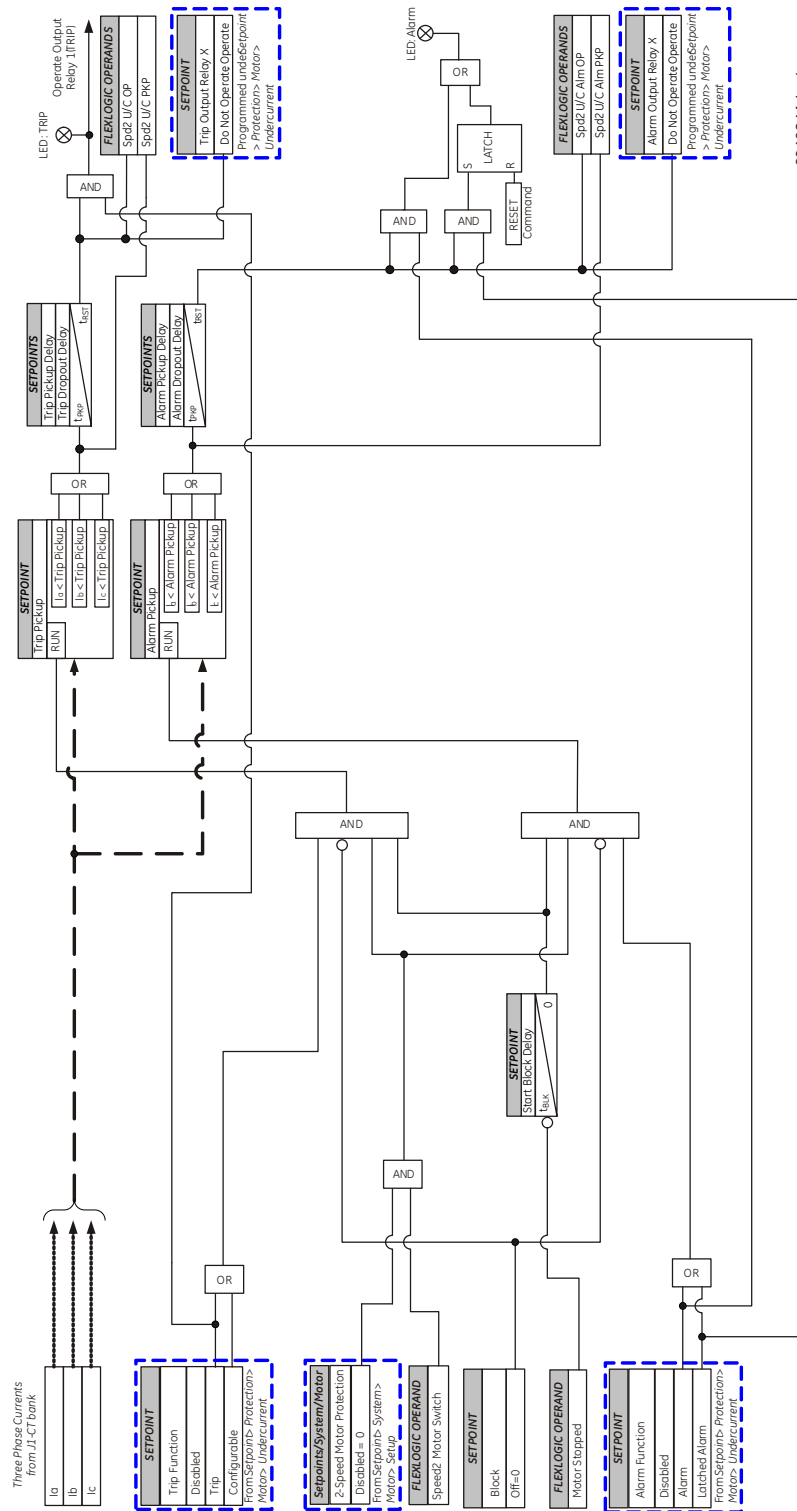 Three Phase Currents
from J1-CT bank
Ia
Ib
Ic
SETPOINT
Trip Function
Disabled
Trip
Configurable
From Setpoint> Protection>
Motor> Undercurrent
Setpoints/System/Motor
2-Speed Motor Protection
Disabled = 0
From Setpoint> System>
Motor> Setup
FLEXLOGIC OPERAND
Speed2 Motor Switch
SETPOINT
Block
Off=0
FLEXLOGIC OPERAND
Motor Stopped
SETPOINT
Alarm Function
Disabled
Alarm
Latched Alarm
From Setpoint> Protection>
Motor> Undercurrent
OR
AND
OR
SETPOINT
Start Block Delay
tBLK
0
AND
AND
SETPOINT
Trip Pickup
RUN
Ia < Trip Pickup
Ib < Trip Pickup
Ic < Trip Pickup
SETPOINT
Alarm Pickup
RUN
< Alarm Pickup
< Alarm Pickup
< Alarm Pickup
OR
OR
SETPOINTS
Trip Pickup Delay
Trip Dropout Delay
tPKP
tRST
SETPOINTS
Alarm Pickup Delay
Alarm Dropout Delay
tPKP
tRST
AND
LED: TRIP
Operate Output
Relay 1(TRIP)
FLEXLOGIC OPERANDS
Spd2 U/C OP
Spd2 U/C PKP
SETPOINT
Trip Output Relay X
Do Not Operate Operate
Programmed undeSetpoint
> Protection> Motor>
Undercurrent
AND
AND
RESET
Command
S
R
LATCH
OR
LED: Alarm
FLEXLOGIC OPERANDS
Spd2 U/C Alm OP
Spd2 U/C Alm PKP
SETPOINT
Alarm Output Relay X
Do Not Operate Operate
Programmed undeSetpoint
> Protection> Motor>
Undercurrent